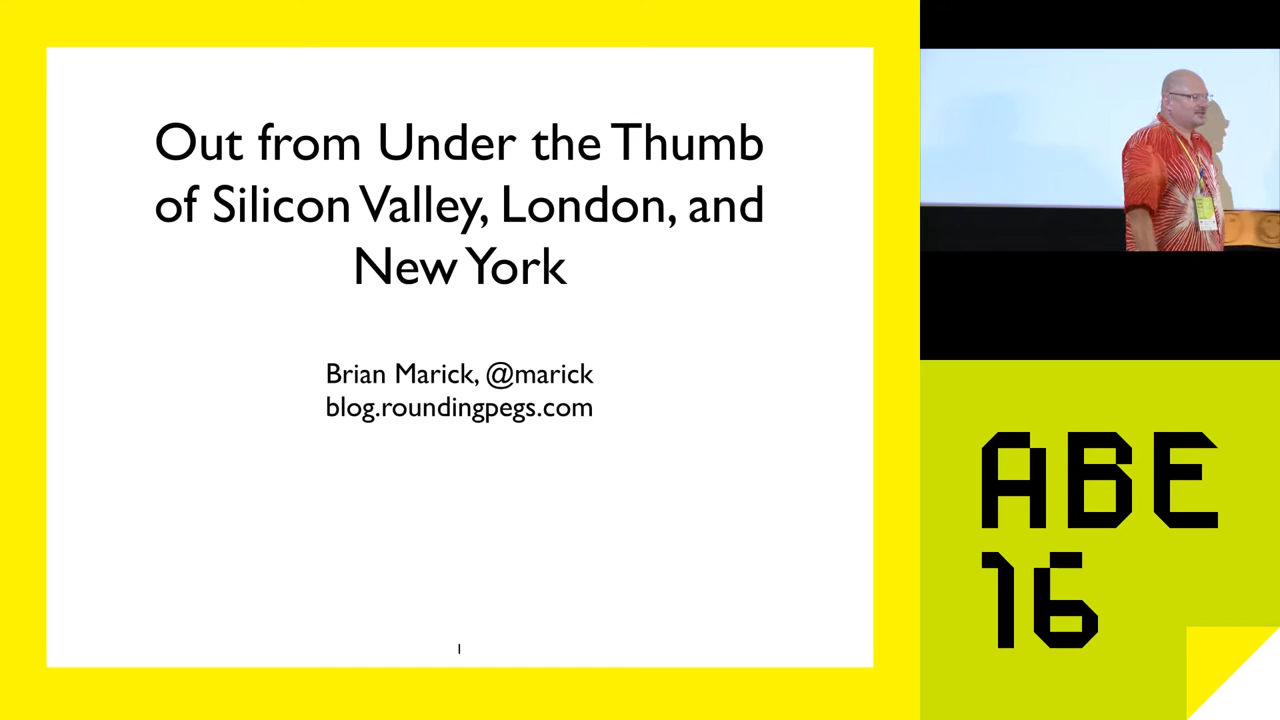 Out from Under the Thumb
of Silicon Valley, London, and
New York
Brian Marick, @marick
blog.roundingpegs.com
1
ABE
16